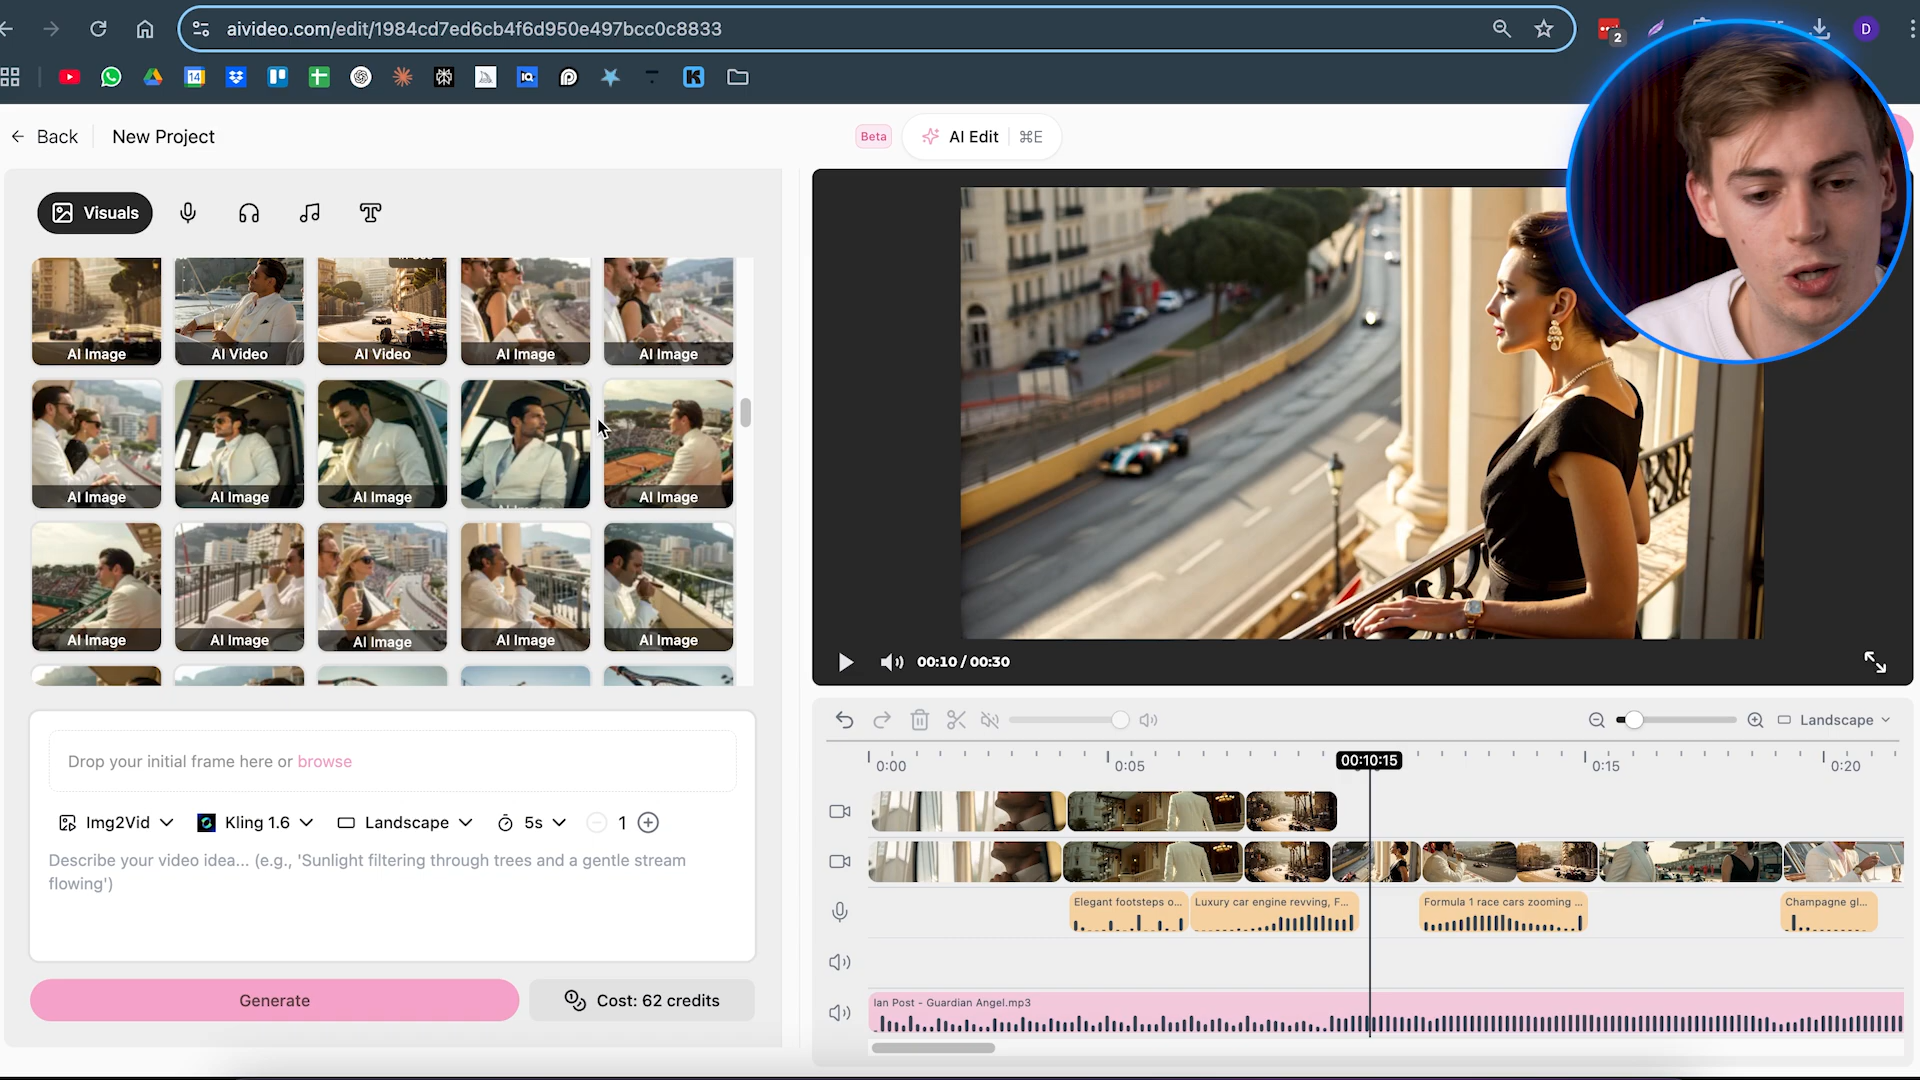 aivideo.com/edit/1984cd7ed6cb4f6d950e497bcc0c8833
2
D
14
IQ
K
Back
New Project
Beta
AI Edit
⌘E
Visuals
AI Image
AI Video
AI Video
AI Image
AI Image
AI Image
AI Image
AI Image
AI Image
AI Image
AI Image
AI Image
AI Image
AI Image
00:10 / 00:30
Drop your initial frame here or browse
Img2Vid
Kling 1.6
Landscape
5s
1
Describe your video idea... (e.g., 'Sunlight filtering through trees and a gentle stream
flowing')
Generate
Cost: 62 credits
Landscape
0:00
0:05
00:10:15
0:15
0:20
Elegant footsteps o...
Luxury car engine revving, F...
Formula 1 race cars zooming ...
Champagne gl...
Ian Post - Guardian Angel.mp3